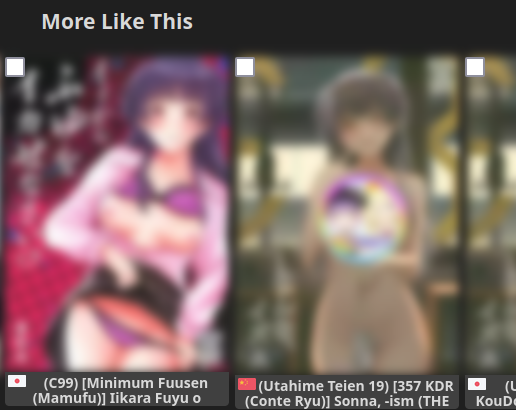 More Like This
(C99) [Minimum Fuusen
(Mamufu)] Iikara Fuyu o
(Utahime Teien 19) [357 KDR
(Conte Ryu)] Sonna, -ism (THE
(U
KouDo